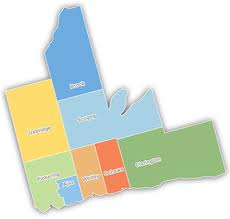 Brock
Scugog
Uxbridge
Pickering
Ajax
Whitby
Oshawa
Clarington